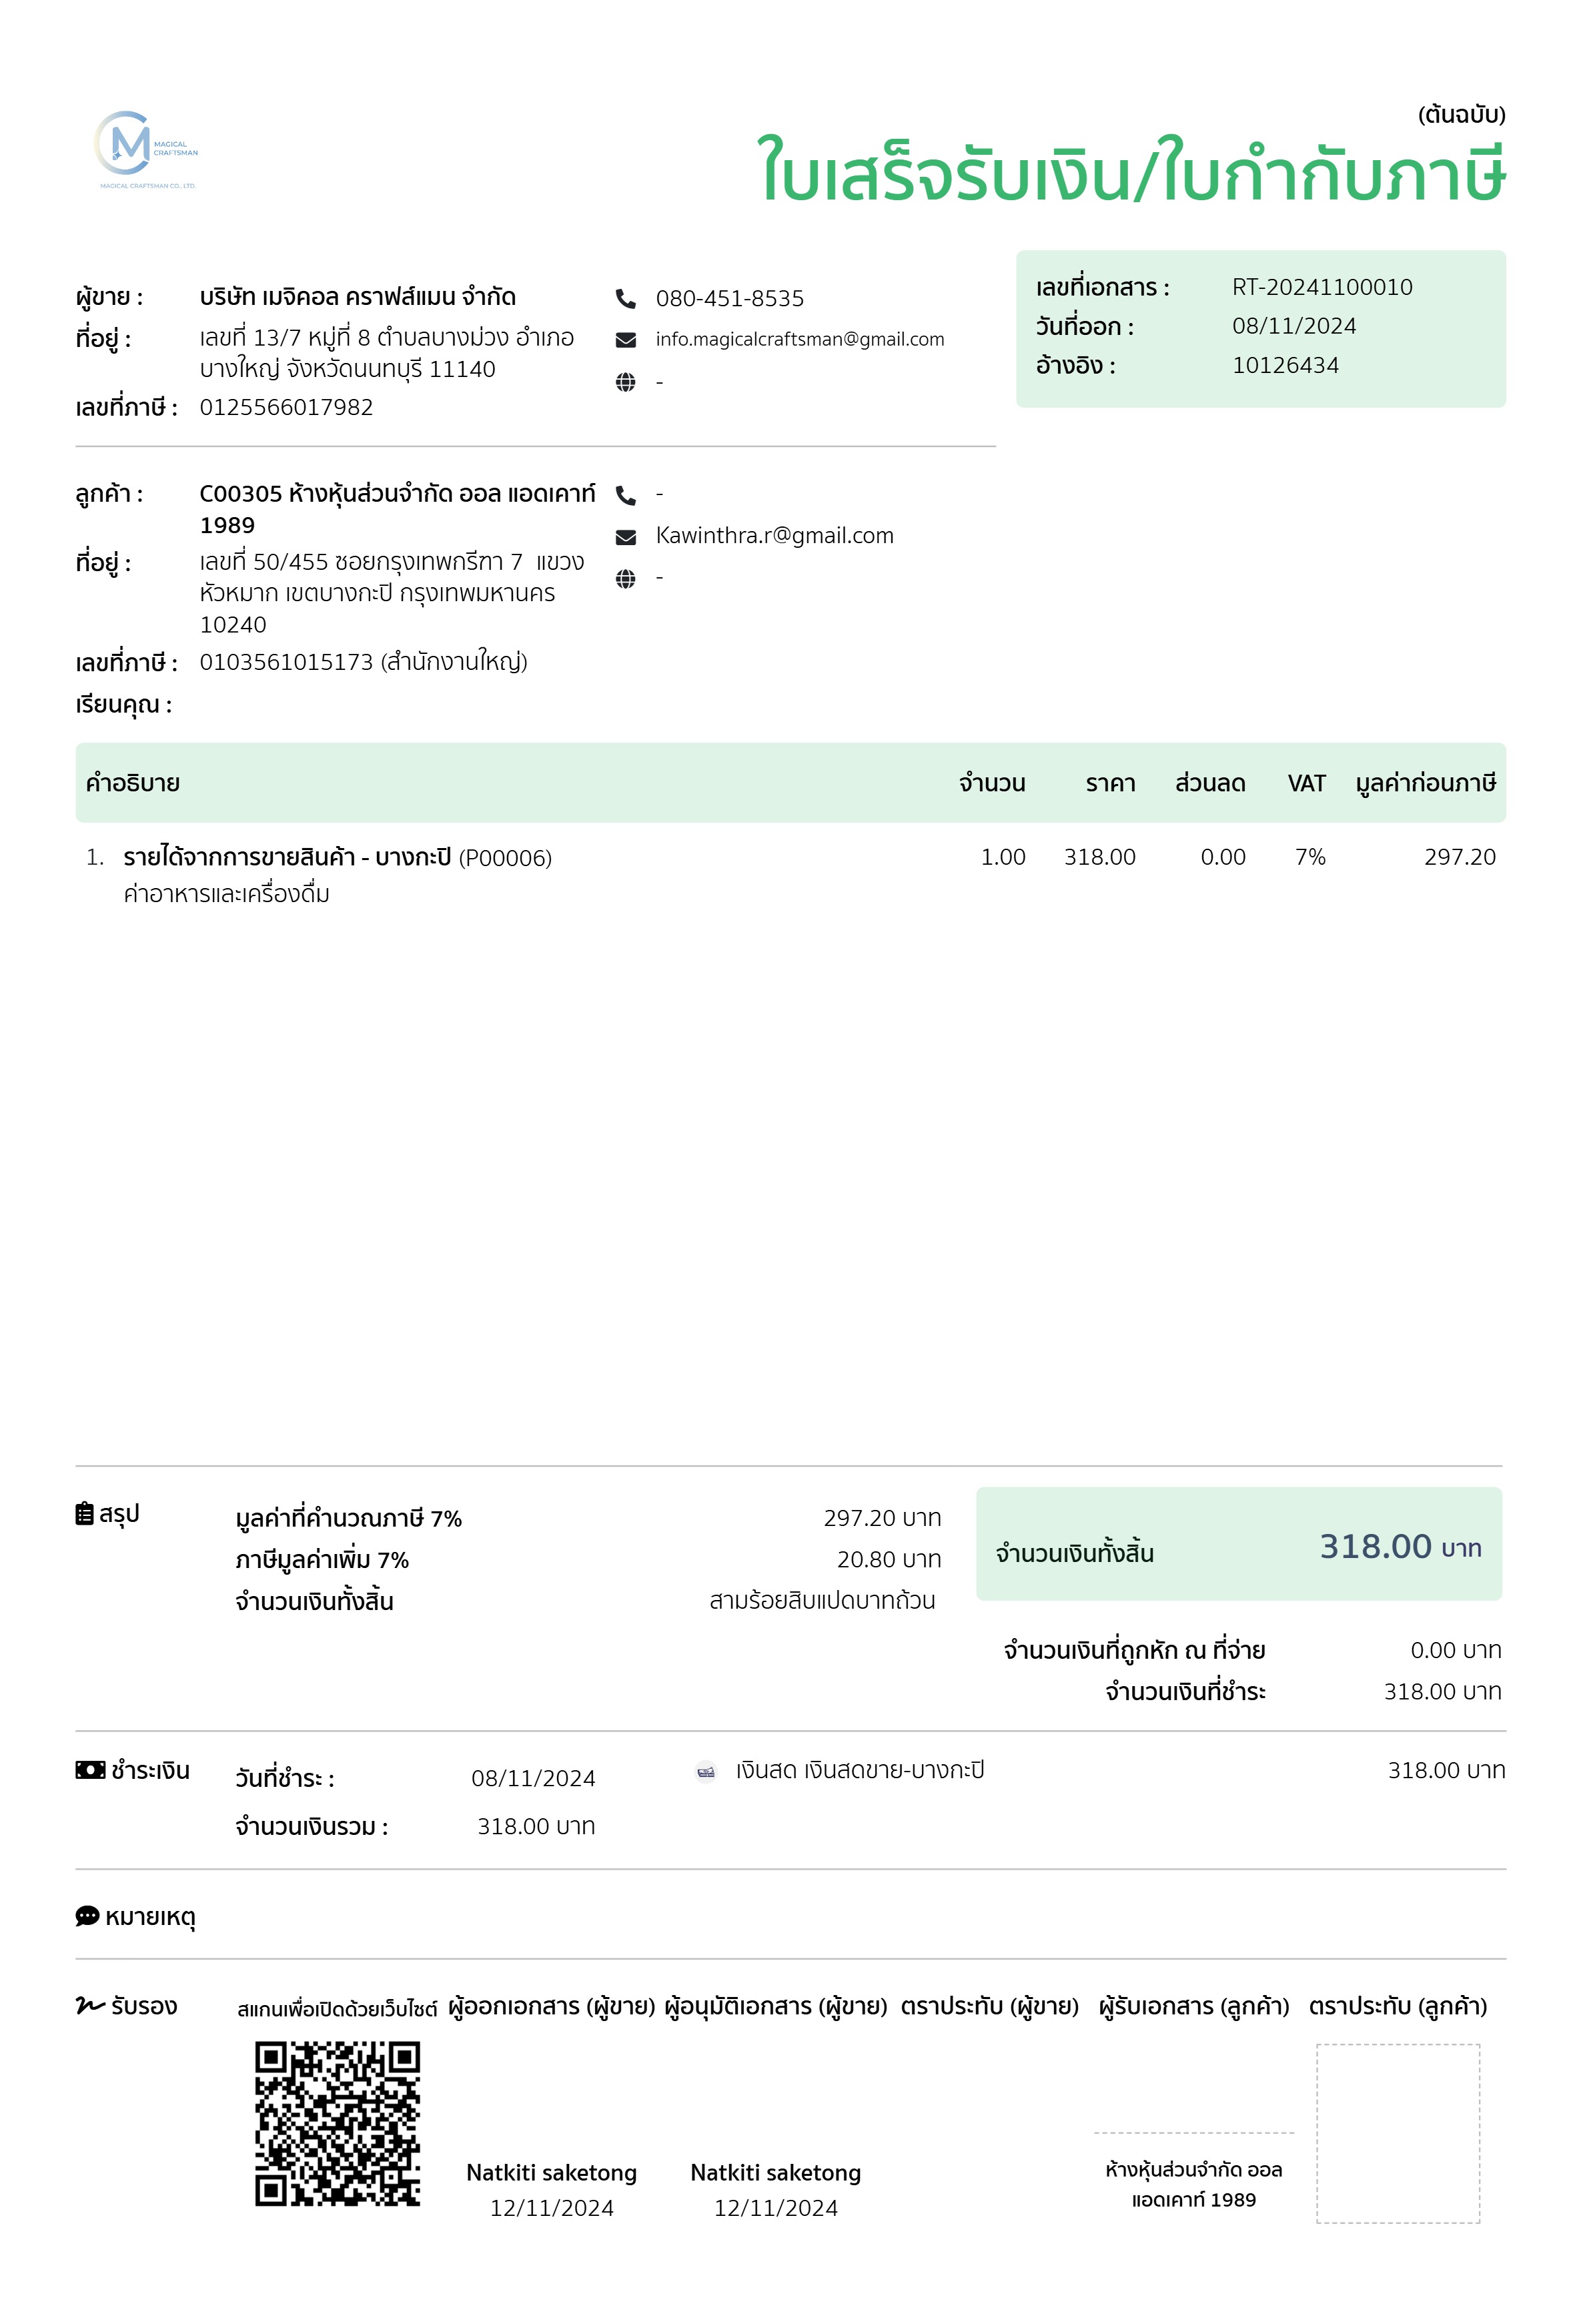 MAGICAL
CRAFTSMAN
MAGICAL CRAFTSMAN CO., LTD.
(ต้นฉบับ)
ใบเสร็จรับเงิน/ใบกำกับภาษี
ผู้ขาย : บริษัท เมจิคอล คราฟส์แมน จำกัด
ที่อยู่ : เลขที่ 13/7 หมู่ที่ 8 ตำบลบางม่วง อำเภอ
บางใหญ่ จังหวัดนนทบุรี 11140
เลขที่ภาษี : 0125566017982
080-451-8535
info.magicalcraftsman@gmail.com
-
เลขที่เอกสาร : RT-20241100010
วันที่ออก : 08/11/2024
อ้างอิง : 10126434
ลูกค้า : C00305 ห้างหุ้นส่วนจำกัด ออล แอดเคาท์
1989
ที่อยู่ : เลขที่ 50/455 ซอยกรุงเทพกรีฑา 7 แขวง
หัวหมาก เขตบางกะปิ กรุงเทพมหานคร
10240
เลขที่ภาษี : 0103561015173 (สำนักงานใหญ่)
เรียนคุณ :
-
Kawinthra.r@gmail.com
-
คำอธิบาย จำนวน ราคา ส่วนลด VAT มูลค่าก่อนภาษี
1. รายได้จากการขายสินค้า - บางกะปิ (P00006) 1.00 318.00 0.00 7% 297.20
ค่าอาหารและเครื่องดื่ม
สรุป
มูลค่าที่คำนวณภาษี 7% 297.20 บาท
ภาษีมูลค่าเพิ่ม 7% 20.80 บาท
จำนวนเงินทั้งสิ้น สามร้อยสิบแปดบาทถ้วน
จำนวนเงินทั้งสิ้น 318.00 บาท
จำนวนเงินที่ถูกหัก ณ ที่จ่าย 0.00 บาท
จำนวนเงินที่ชำระ 318.00 บาท
ชำระเงิน
วันที่ชำระ : 08/11/2024
จำนวนเงินรวม : 318.00 บาท
เงินสด เงินสดขาย-บางกะปิ 318.00 บาท
หมายเหตุ
รับรอง
สแกนเพื่อเปิดด้วยเว็บไซต์ ผู้ออกเอกสาร (ผู้ขาย) ผู้อนุมัติเอกสาร (ผู้ขาย) ตราประทับ (ผู้ขาย) ผู้รับเอกสาร (ลูกค้า) ตราประทับ (ลูกค้า)
Natkiti saketong
12/11/2024
Natkiti saketong
12/11/2024
ห้างหุ้นส่วนจำกัด ออล
แอดเคาท์ 1989